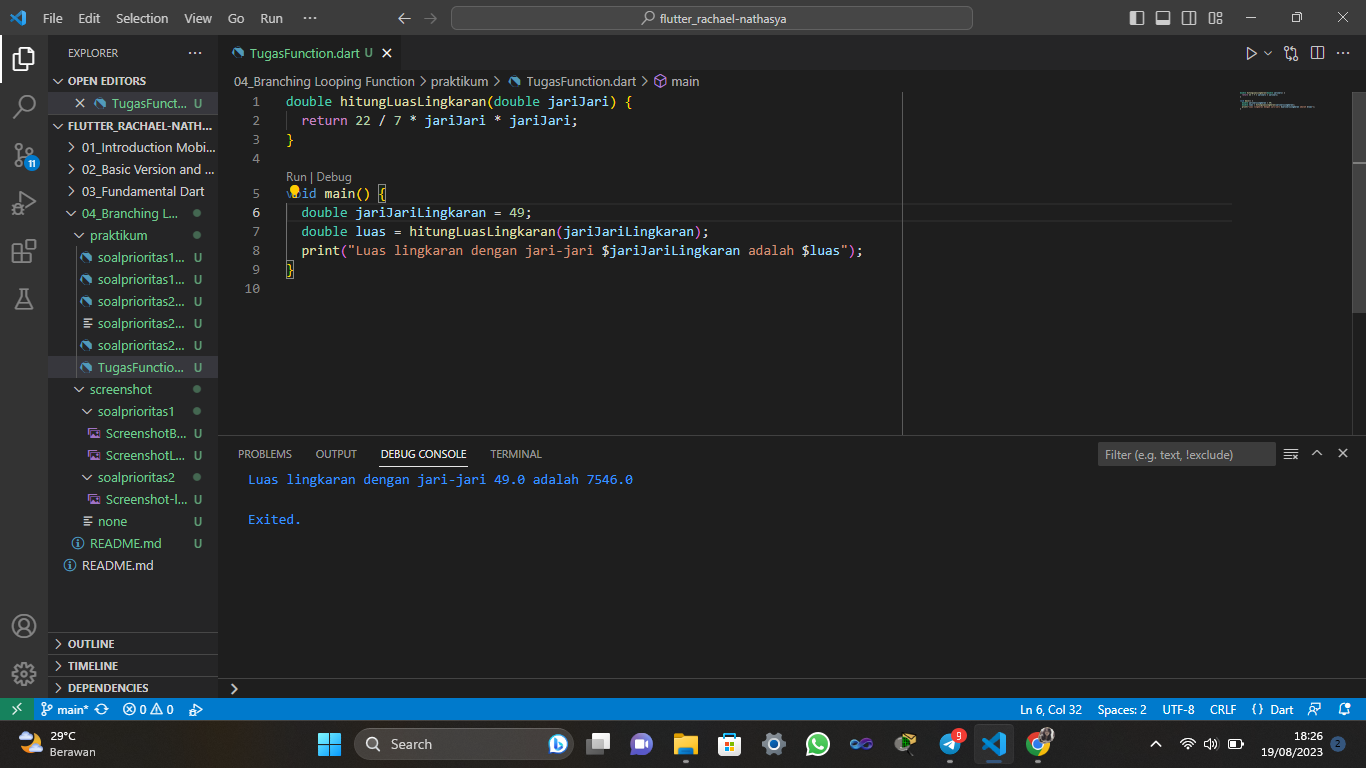 File Edit Selection View Go Run ··· flutter_rachael-nathasya
EXPLORER ···
OPEN EDITORS
TugasFunct... U
FLUTTER_RACHAEL-NATH...
01_Introduction Mobi...
02_Basic Version and ...
03_Fundamental Dart
04_Branching L...
praktikum
soalprioritas1... U
soalprioritas1... U
soalprioritas2... U
soalprioritas2... U
soalprioritas2... U
TugasFunctio... U
screenshot
soalprioritas1
ScreenshotB... U
ScreenshotL... U
soalprioritas2
Screenshot-l... U
none U
README.md U
README.md
OUTLINE
TIMELINE
DEPENDENCIES
11
TugasFunction.dart U
04_Branching Looping Function > praktikum > TugasFunction.dart > main
1 double hitungLuasLingkaran(double jariJari) {
2 return 22 / 7 * jariJari * jariJari;
3 }
4
Run | Debug
5 void main() {
6 double jariJariLingkaran = 49;
7 double luas = hitungLuasLingkaran(jariJariLingkaran);
8 print("Luas lingkaran dengan jari-jari $jariJariLingkaran adalah $luas");
9 }
10
PROBLEMS OUTPUT DEBUG CONSOLE TERMINAL Filter (e.g. text, !exclude)
Luas lingkaran dengan jari-jari 49.0 adalah 7546.0
Exited.
main* 0 0 Ln 6, Col 32 Spaces: 2 UTF-8 CRLF {} Dart
29°C
Berawan
Search
9
18:26
19/08/2023
2